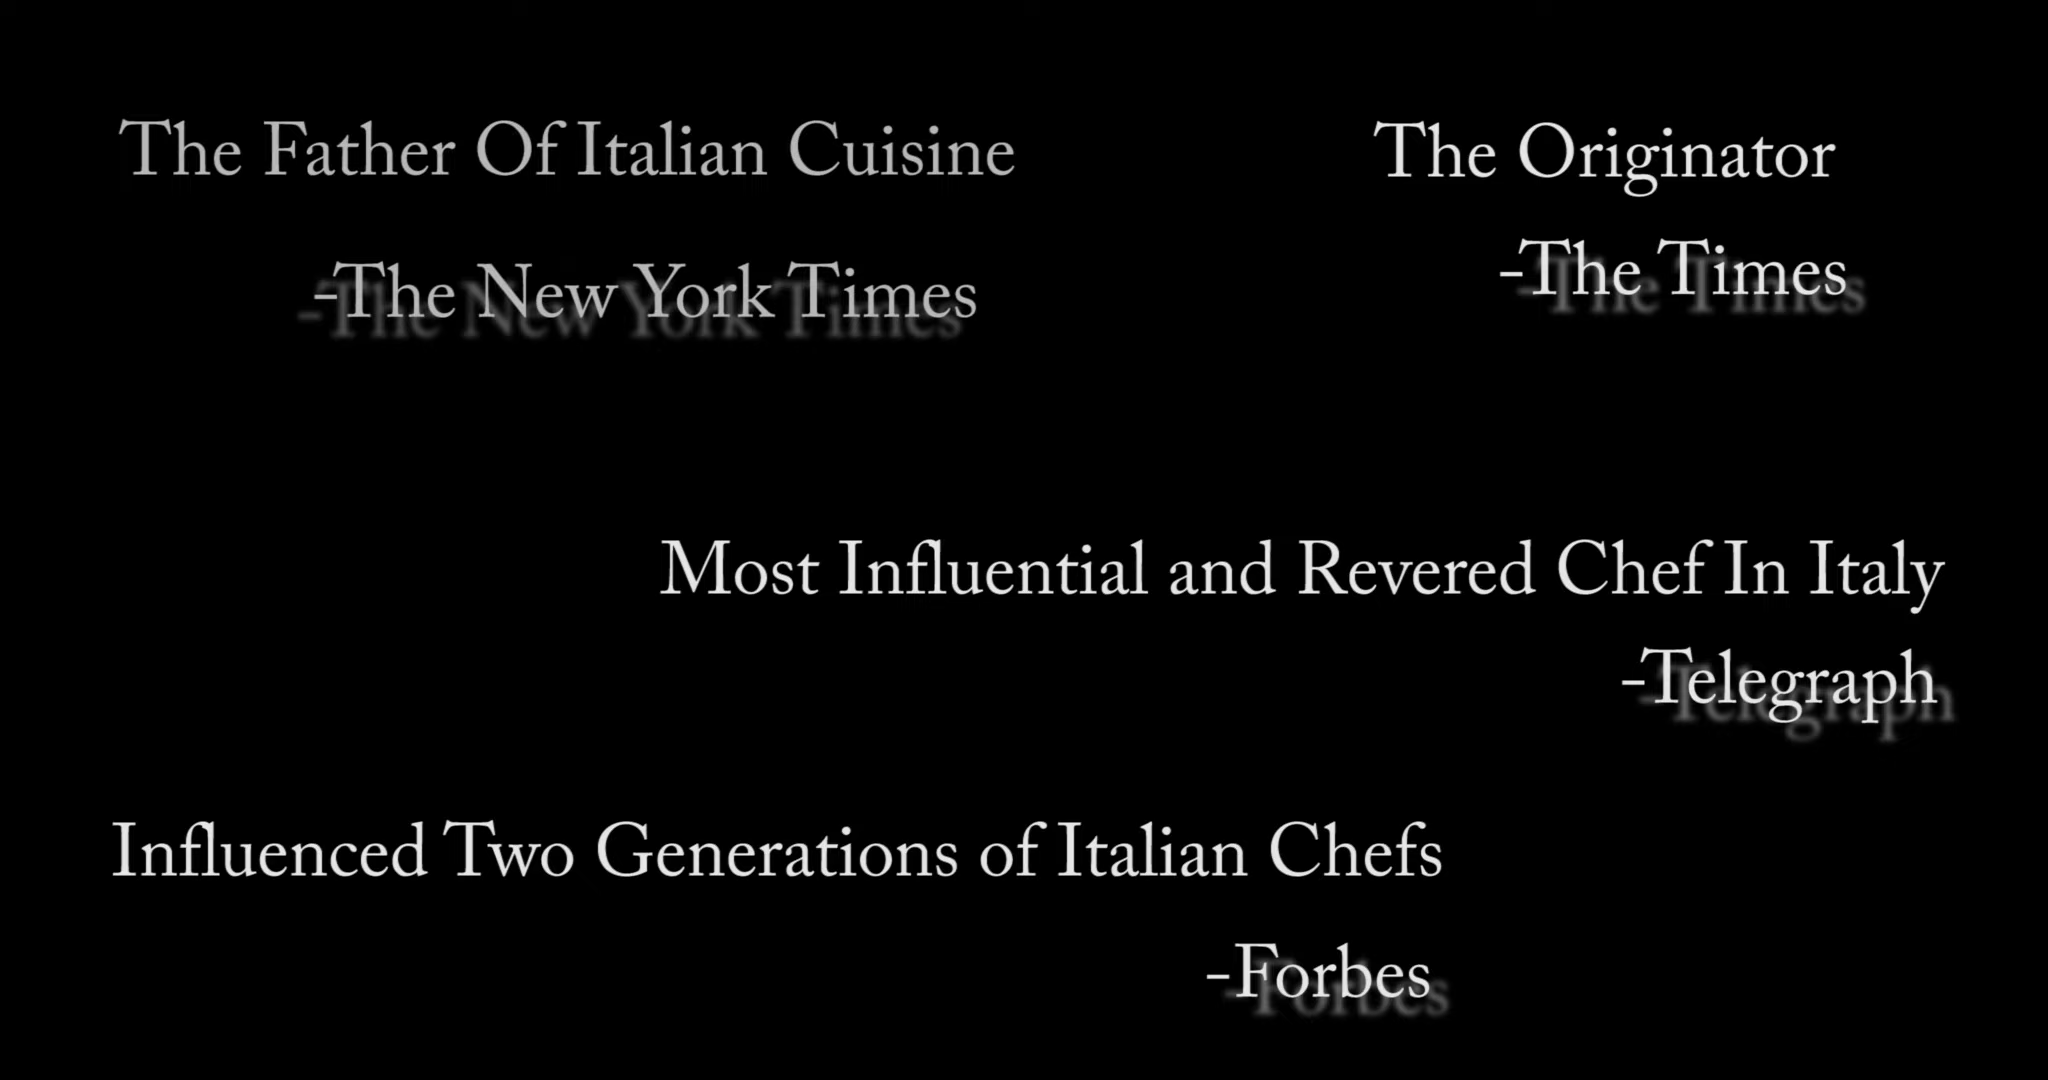 The Father Of Italian Cuisine
-The New York Times
The Originator
-The Times
Most Influential and Revered Chef In Italy
-Telegraph
Influenced Two Generations of Italian Chefs
-Forbes